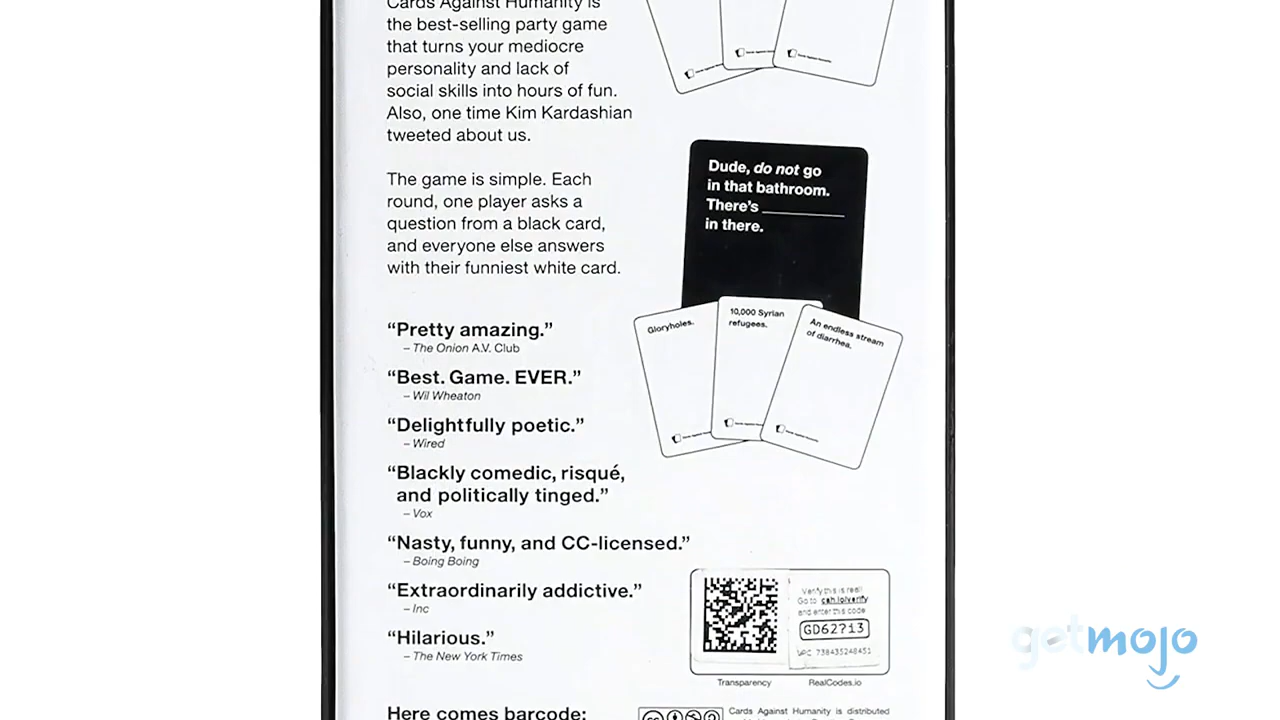 Cards Against Humanity is
the best-selling party game
that turns your mediocre
personality and lack of
social skills into hours of fun.
Also, one time Kim Kardashian
tweeted about us.
The game is simple. Each
round, one player asks a
question from a black card,
and everyone else answers
with their funniest white card.
Dude, do not go
in that bathroom.
There's __________
in there.
Gloryholes.
10,000 Syrian
refugees.
An endless stream
of diarrhea.
“Pretty amazing.”
– The Onion A.V. Club
“Best. Game. EVER.”
– Wil Wheaton
“Delightfully poetic.”
– Wired
“Blackly comedic, risqué,
and politically tinged.”
– Vox
“Nasty, funny, and CC-licensed.”
– Boing Boing
“Extraordinarily addictive.”
– Inc
“Hilarious.”
– The New York Times
Verify this is real!
Go to cah.lol/verify
and enter this code
GD62713
UPC 738435248451
Transparency
RealCodes.io
Here comes barcode:
Cards Against Humanity is distributed
getmojo